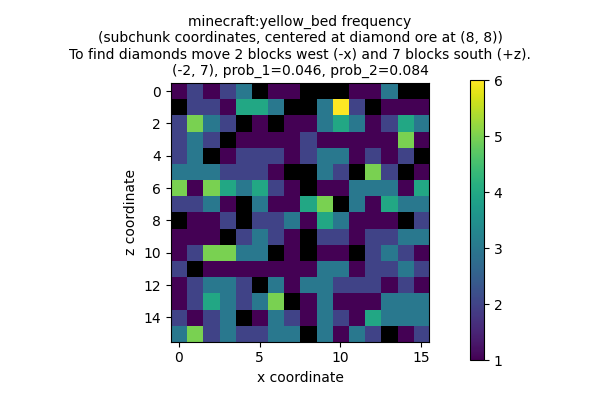 minecraft:yellow_bed frequency
(subchunk coordinates, centered at diamond ore at (8, 8))
To find diamonds move 2 blocks west (-x) and 7 blocks south (+z).
(-2, 7), prob_1=0.046, prob_2=0.084
z coordinate
0
2
4
6
8
10
12
14
0 5 10 15
x coordinate
6
5
4
3
2
1